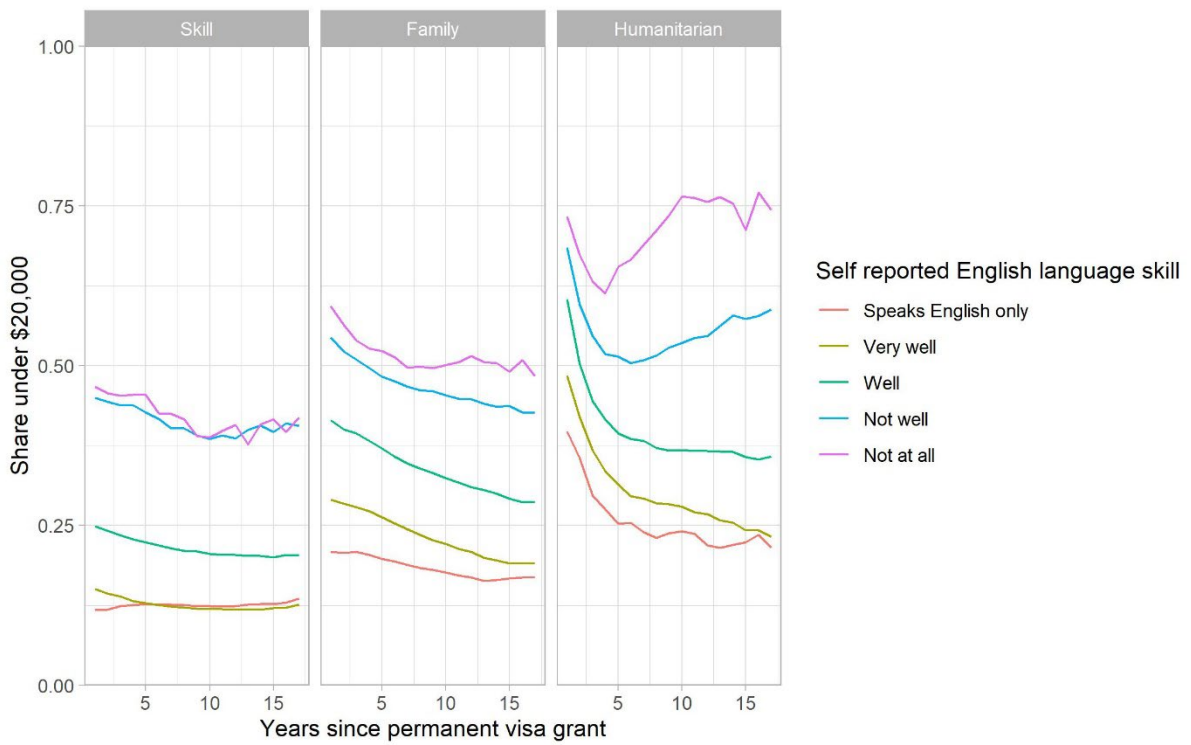 Skill
Family
Humanitarian
1.00
0.75
0.50
0.25
0.00
Share under $20,000
5 10 15
5 10 15
5 10 15
Years since permanent visa grant
Self reported English language skill
Speaks English only
Very well
Well
Not well
Not at all